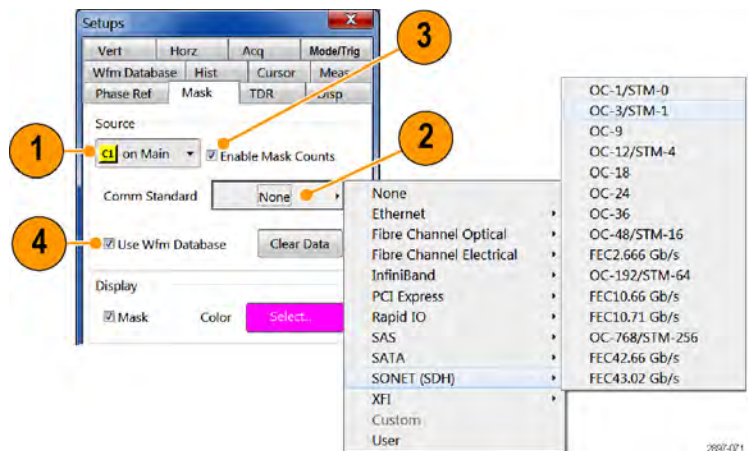 Setups
X
Vert Horz Acq Mode/Trig
Wfm Database Hist Cursor Meas
Phase Ref Mask TDR Disp
Source
C1 on Main Enable Mask Counts
Comm Standard None
Use Wfm Database Clear Data
Display
Mask Color Select...
1
2
3
4
None
Ethernet
Fibre Channel Optical
Fibre Channel Electrical
InfiniBand
PCI Express
Rapid IO
SAS
SATA
SONET (SDH)
XFI
Custom
User
OC-1/STM-0
OC-3/STM-1
OC-9
OC-12/STM-4
OC-18
OC-24
OC-36
OC-48/STM-16
FEC2.666 Gb/s
OC-192/STM-64
FEC10.66 Gb/s
FEC10.71 Gb/s
OC-768/STM-256
FEC42.66 Gb/s
FEC43.02 Gb/s
2897-071